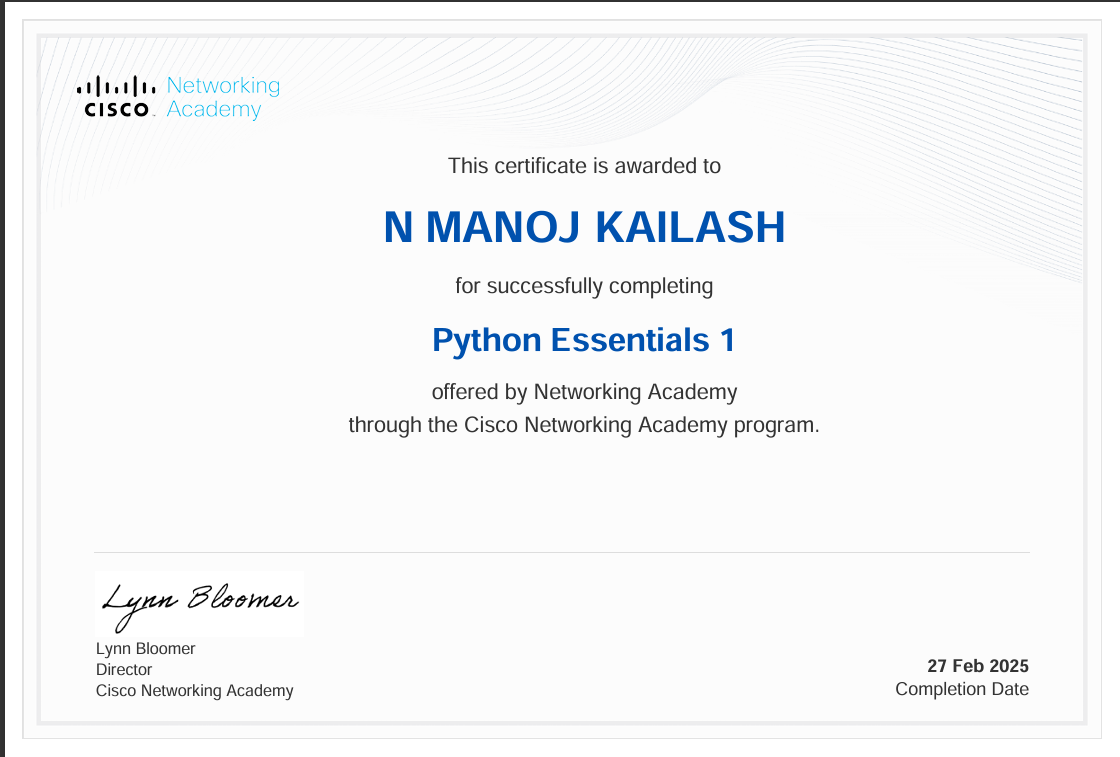 Networking
CISCO Academy
This certificate is awarded to
N MANOJ KAILASH
for successfully completing
Python Essentials 1
offered by Networking Academy
through the Cisco Networking Academy program.
Lynn Bloomer
Lynn Bloomer
Director
Cisco Networking Academy
27 Feb 2025
Completion Date